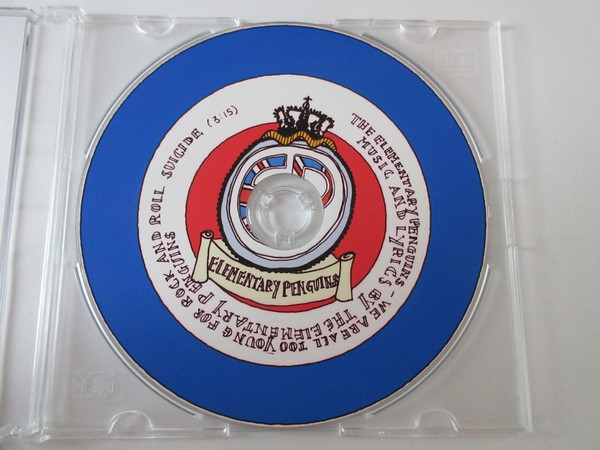 THE ELEMENTARY PENGUINS - WE ARE ALL TOO YOUNG FOR ROCK AND ROLL SUICIDE (3:15)
MUSIC AND LYRICS BY THE ELEMENTARY PENGUINS
ELEMENTARY PENGUINS